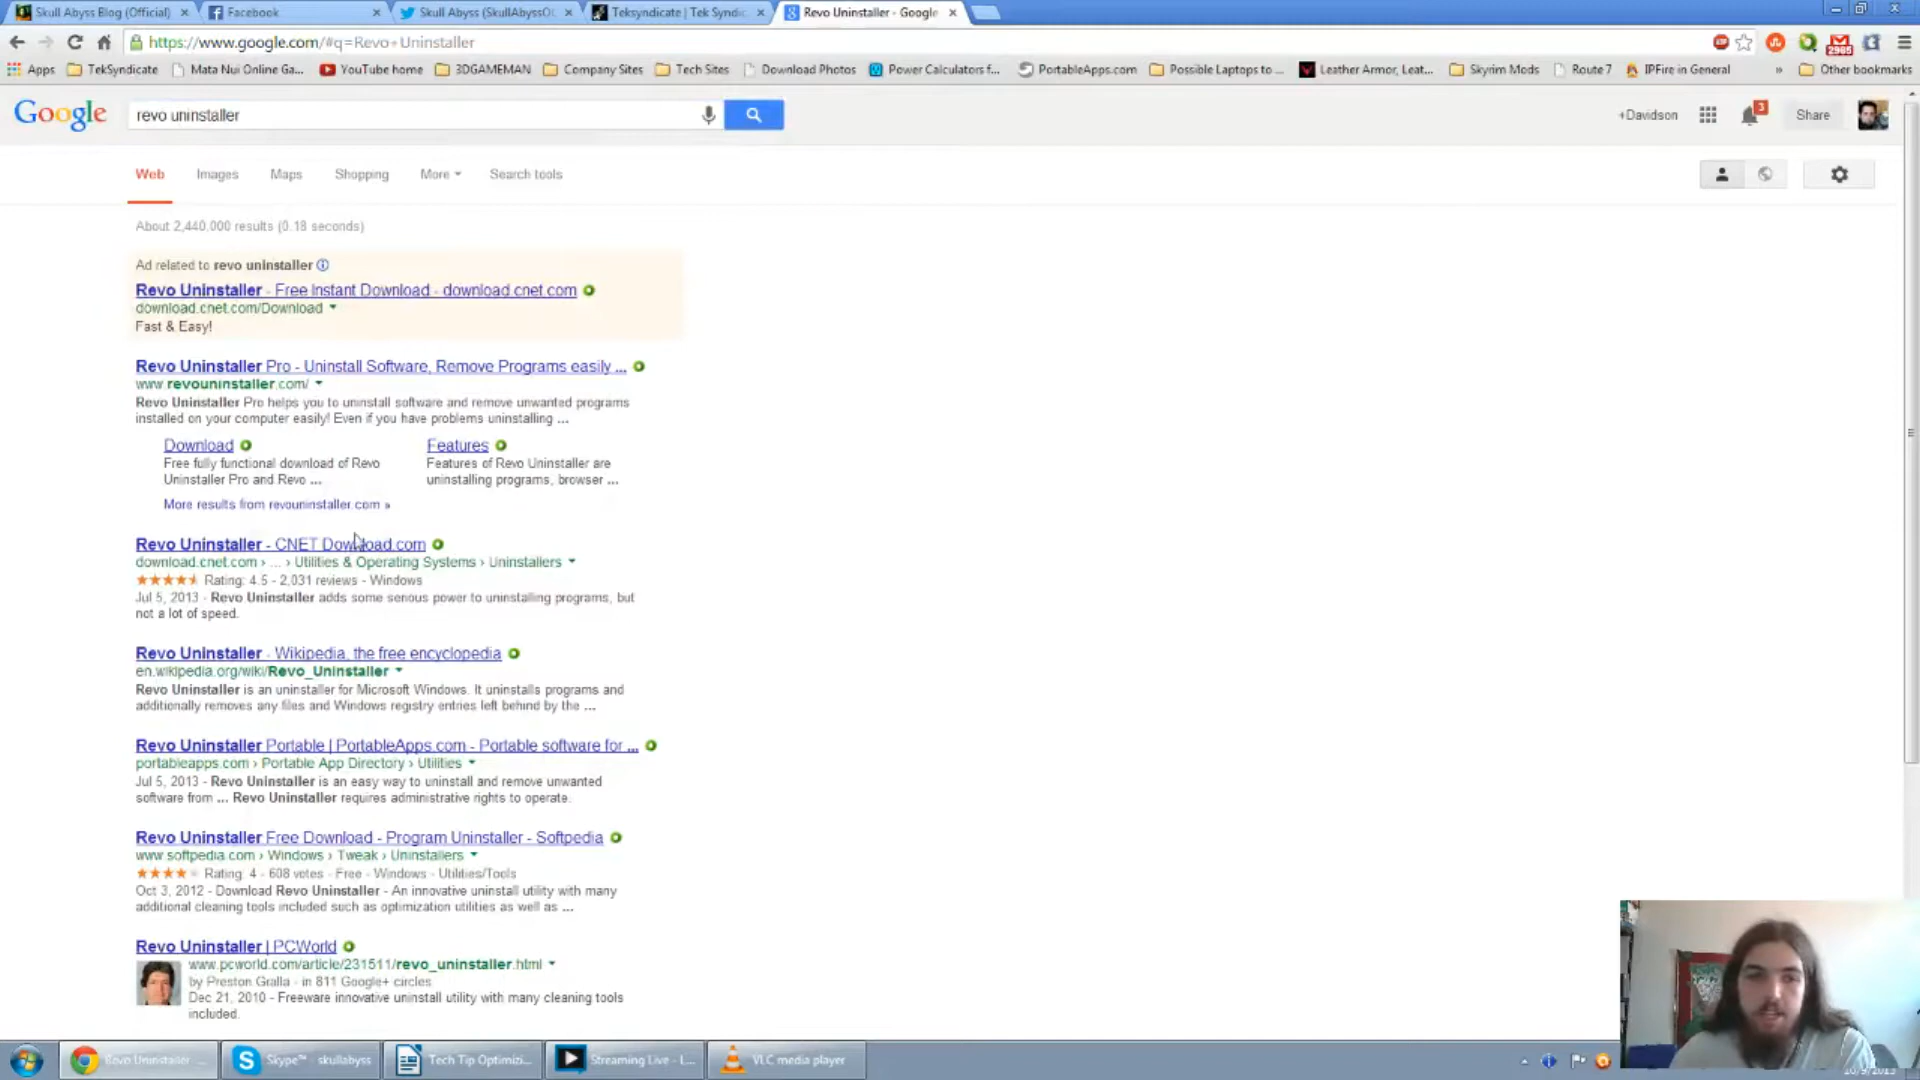 Skull Abyss Blog (Official)
Facebook
Skull Abyss (SkullAbyssO
Teksyndicate | Tek Syndic
Revo Uninstaller - Google
https://www.google.com/#q=Revo+Uninstaller
2985
Apps
TekSyndicate
Mata Nui Online Ga...
YouTube home
3DGAMEMAN
Company Sites
Tech Sites
Download Photos
Power Calculators f...
PortableApps.com
Possible Laptops to ...
Leather Armor, Leat...
Skyrim Mods
Route 7
IPFire in General
»
Other bookmarks
Google
revo uninstaller
+Davidson
3
Share
Web
Images
Maps
Shopping
More
Search tools
About 2,440,000 results (0.18 seconds)
Ad related to revo uninstaller
Revo Uninstaller - Free Instant Download - download.cnet.com
download.cnet.com/Download
Fast & Easy!
Revo Uninstaller Pro - Uninstall Software, Remove Programs easily ...
www.revouninstaller.com/
Revo Uninstaller Pro helps you to uninstall software and remove unwanted programs
installed on your computer easily! Even if you have problems uninstalling ...
Download
Features
Free fully functional download of Revo
Features of Revo Uninstaller are
Uninstaller Pro and Revo ...
uninstalling programs, browser ...
More results from revouninstaller.com »
Revo Uninstaller - CNET Download.com
download.cnet.com › ... › Utilities & Operating Systems › Uninstallers
Rating: 4.5 - 2,031 reviews - Windows
Jul 5, 2013 - Revo Uninstaller adds some serious power to uninstalling programs, but
not a lot of speed.
Revo Uninstaller - Wikipedia, the free encyclopedia
en.wikipedia.org/wiki/Revo_Uninstaller
Revo Uninstaller is an uninstaller for Microsoft Windows. It uninstalls programs and
additionally removes any files and Windows registry entries left behind by the ...
Revo Uninstaller Portable | PortableApps.com - Portable software for ...
portableapps.com › Portable App Directory › Utilities
Jul 5, 2013 - Revo Uninstaller is an easy way to uninstall and remove unwanted
software from ... Revo Uninstaller requires administrative rights to operate.
Revo Uninstaller Free Download - Program Uninstaller - Softpedia
www.softpedia.com › Windows › Tweak › Uninstallers
Rating: 4 - 608 votes - Free - Windows - Utilities/Tools
Oct 3, 2012 - Download Revo Uninstaller - An innovative uninstall utility with many
additional cleaning tools included such as optimization utilities as well as ...
Revo Uninstaller | PCWorld
www.pcworld.com/article/231511/revo_uninstaller.html
by Preston Gralla - in 811 Google+ circles
Dec 21, 2010 - Freeware innovative uninstall utility with many cleaning tools
included.
Revo Uninstaller ...
Skype™ - skullabyss
Tech Tip Optimizi...
Streaming Live - L...
VLC media player